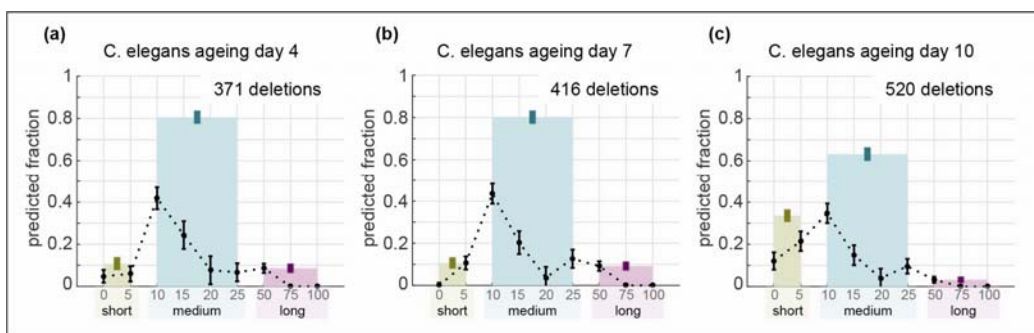 (a)
C. elegans ageing day 4
371 deletions
predicted fraction
1
0.8
0.6
0.4
0.2
0
0 5 10 15 20 25 50 75 100
short medium long
(b)
C. elegans ageing day 7
416 deletions
predicted fraction
1
0.8
0.6
0.4
0.2
0
0 5 10 15 20 25 50 75 100
short medium long
(c)
C. elegans ageing day 10
520 deletions
predicted fraction
1
0.8
0.6
0.4
0.2
0
0 5 10 15 20 25 50 75 100
short medium long